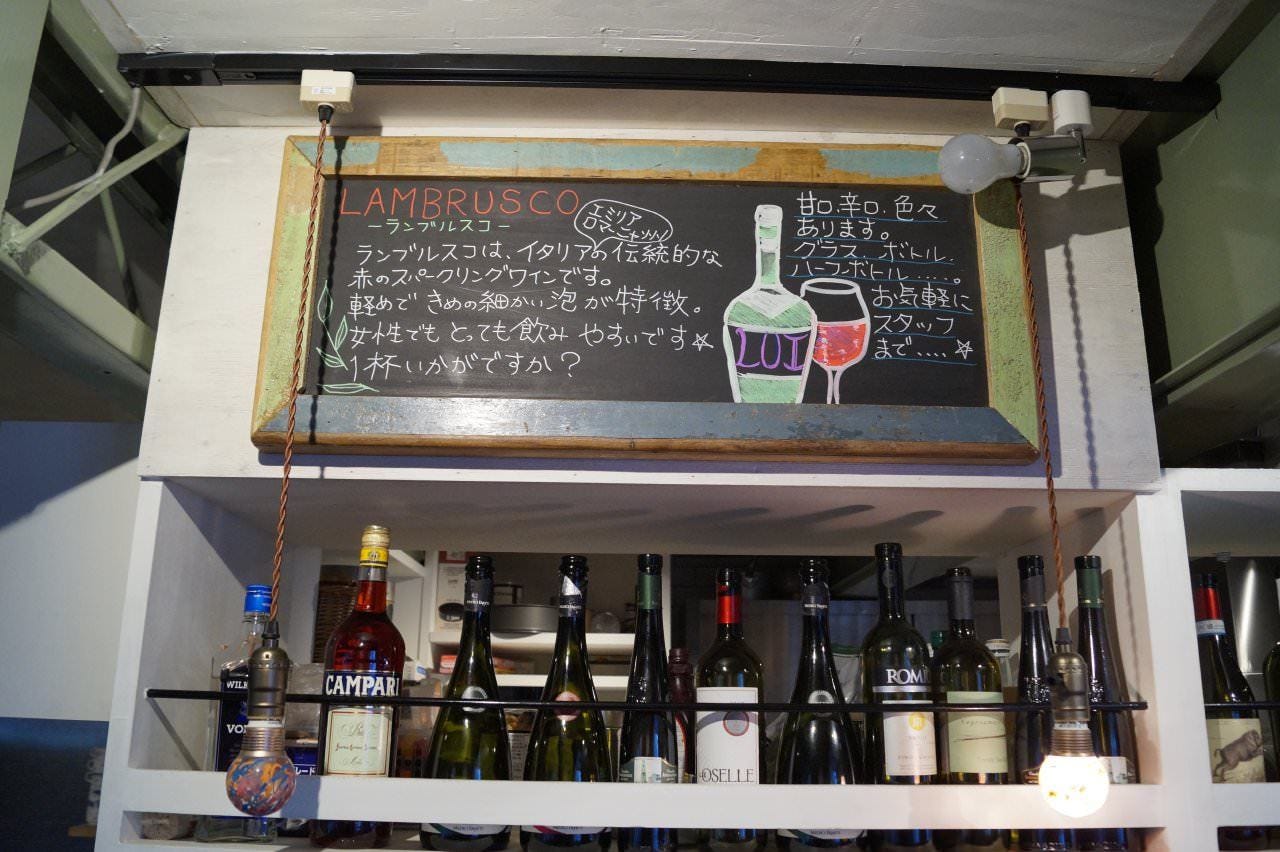 LAMBRUSCO
－ランブルスコ－
エミリア
ロマーニャソソ!
ランブルスコは、イタリアの伝統的な
赤のスパークリングワインです。
軽めで きめの細かい泡が特徴。
女性でも とっても飲み やすいです☆
1杯いかがですか？
LUI
甘口、辛口、色々
あります。
グラス、ボトル、
ハーフボトル……。
お気軽に
スタッフ
まで….☆
CAMPARI
OSELLE